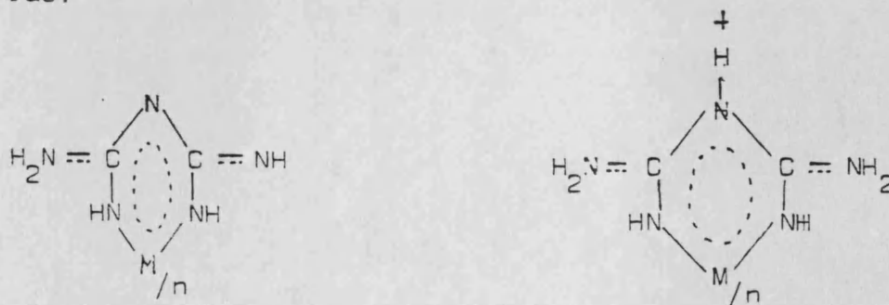 +
H H
N N
H₂N C C NH H₂N C C NH₂
HN NH HN NH
M M
/n /n